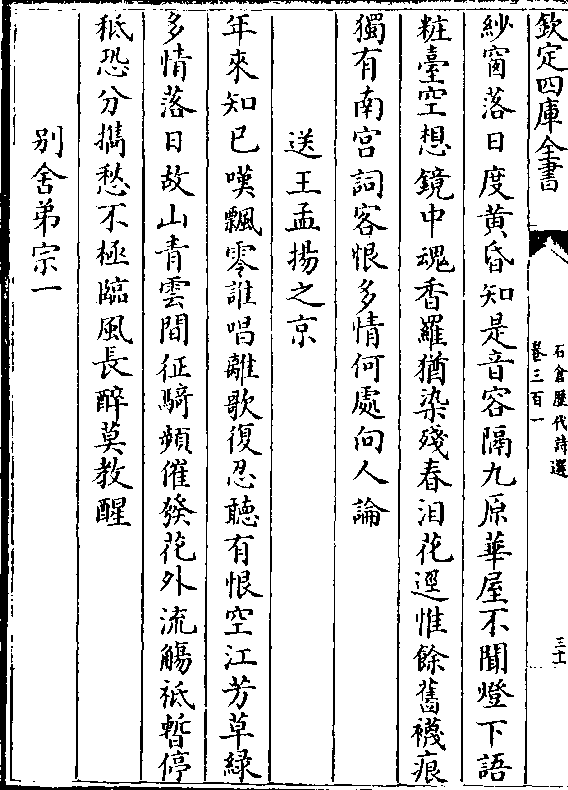 欽定四庫全書
石倉歴代詩選
卷三百一
三十
紗窗落日度黄昏知是音容隔九原華屋不聞燈下語
粧臺空想鏡中魂香羅猶染殘春泪花逕惟餘舊襪痕
獨有南宫詞客恨多情何處向人論
送王孟揚之京
年來知已嘆飄零誰唱離歌復忍聽有恨空江芳草緑
多情落日故山青雲間征騎頻催發花外流觴袛暫停
秖恐分擕愁不極臨風長醉莫教醒
别舍弟宗一